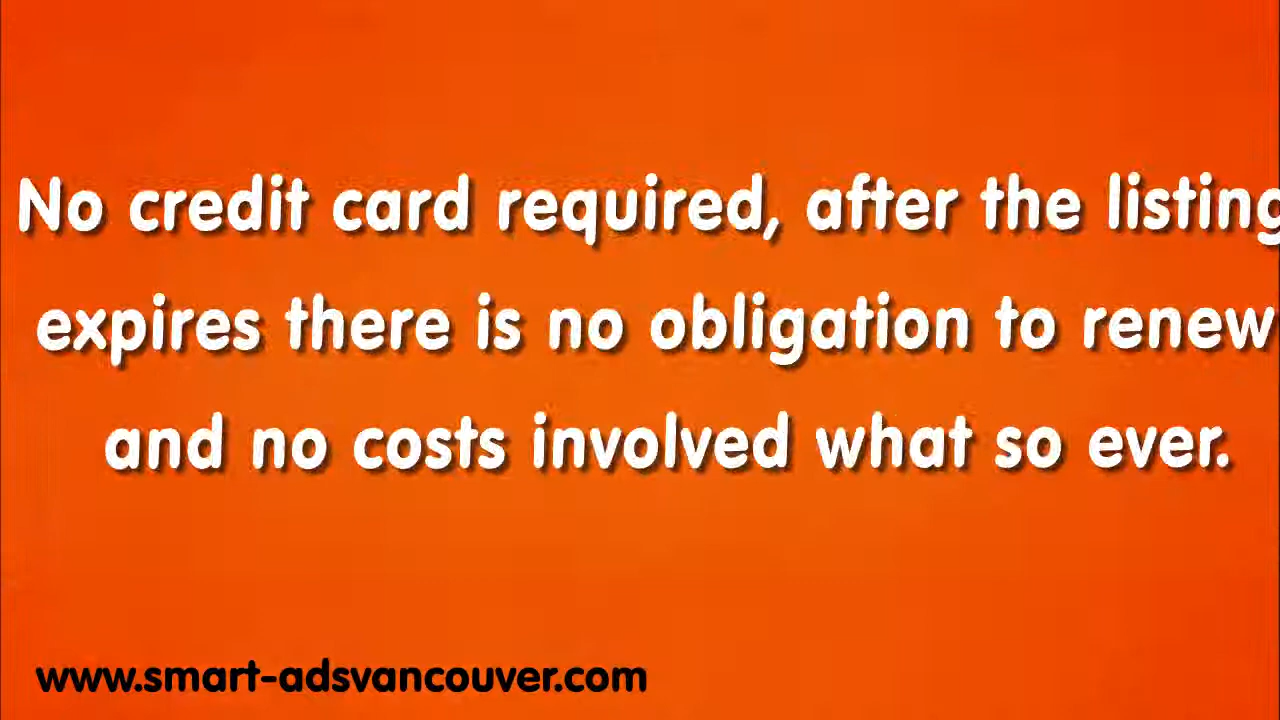 No credit card required, after the listing
expires there is no obligation to renew
and no costs involved what so ever.
www.smart-adsvancouver.com